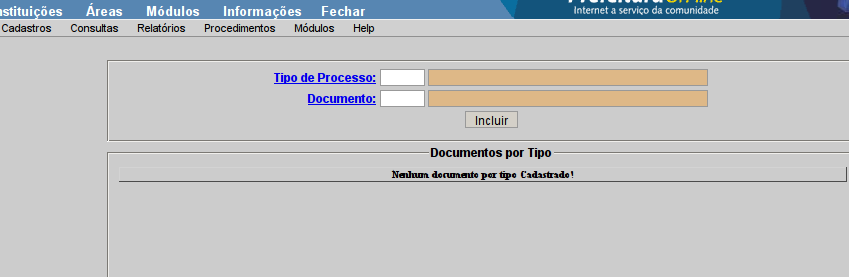 Áreas Módulos Informações Fechar
Internet a serviço da comunidade
Cadastros Consultas Relatórios Procedimentos Módulos Help
Tipo de Processo:
Documento:
Incluir
Documentos por Tipo
Nenhum documento por tipo Cadastrado!